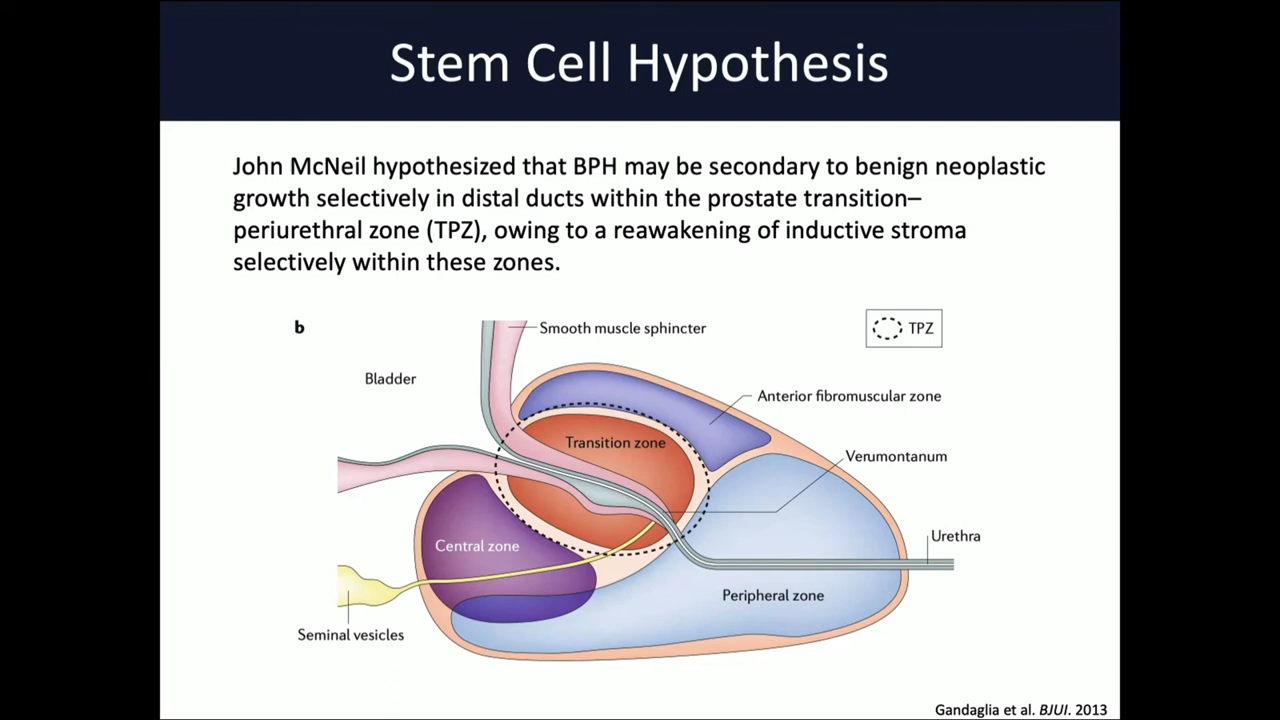 Stem Cell Hypothesis
John McNeil hypothesized that BPH may be secondary to benign neoplastic
growth selectively in distal ducts within the prostate transition–
periurethral zone (TPZ), owing to a reawakening of inductive stroma
selectively within these zones.
b
Smooth muscle sphincter
TPZ
Bladder
Anterior fibromuscular zone
Transition zone
Verumontanum
Central zone
Urethra
Peripheral zone
Seminal vesicles
Gandaglia et al. BJUI. 2013